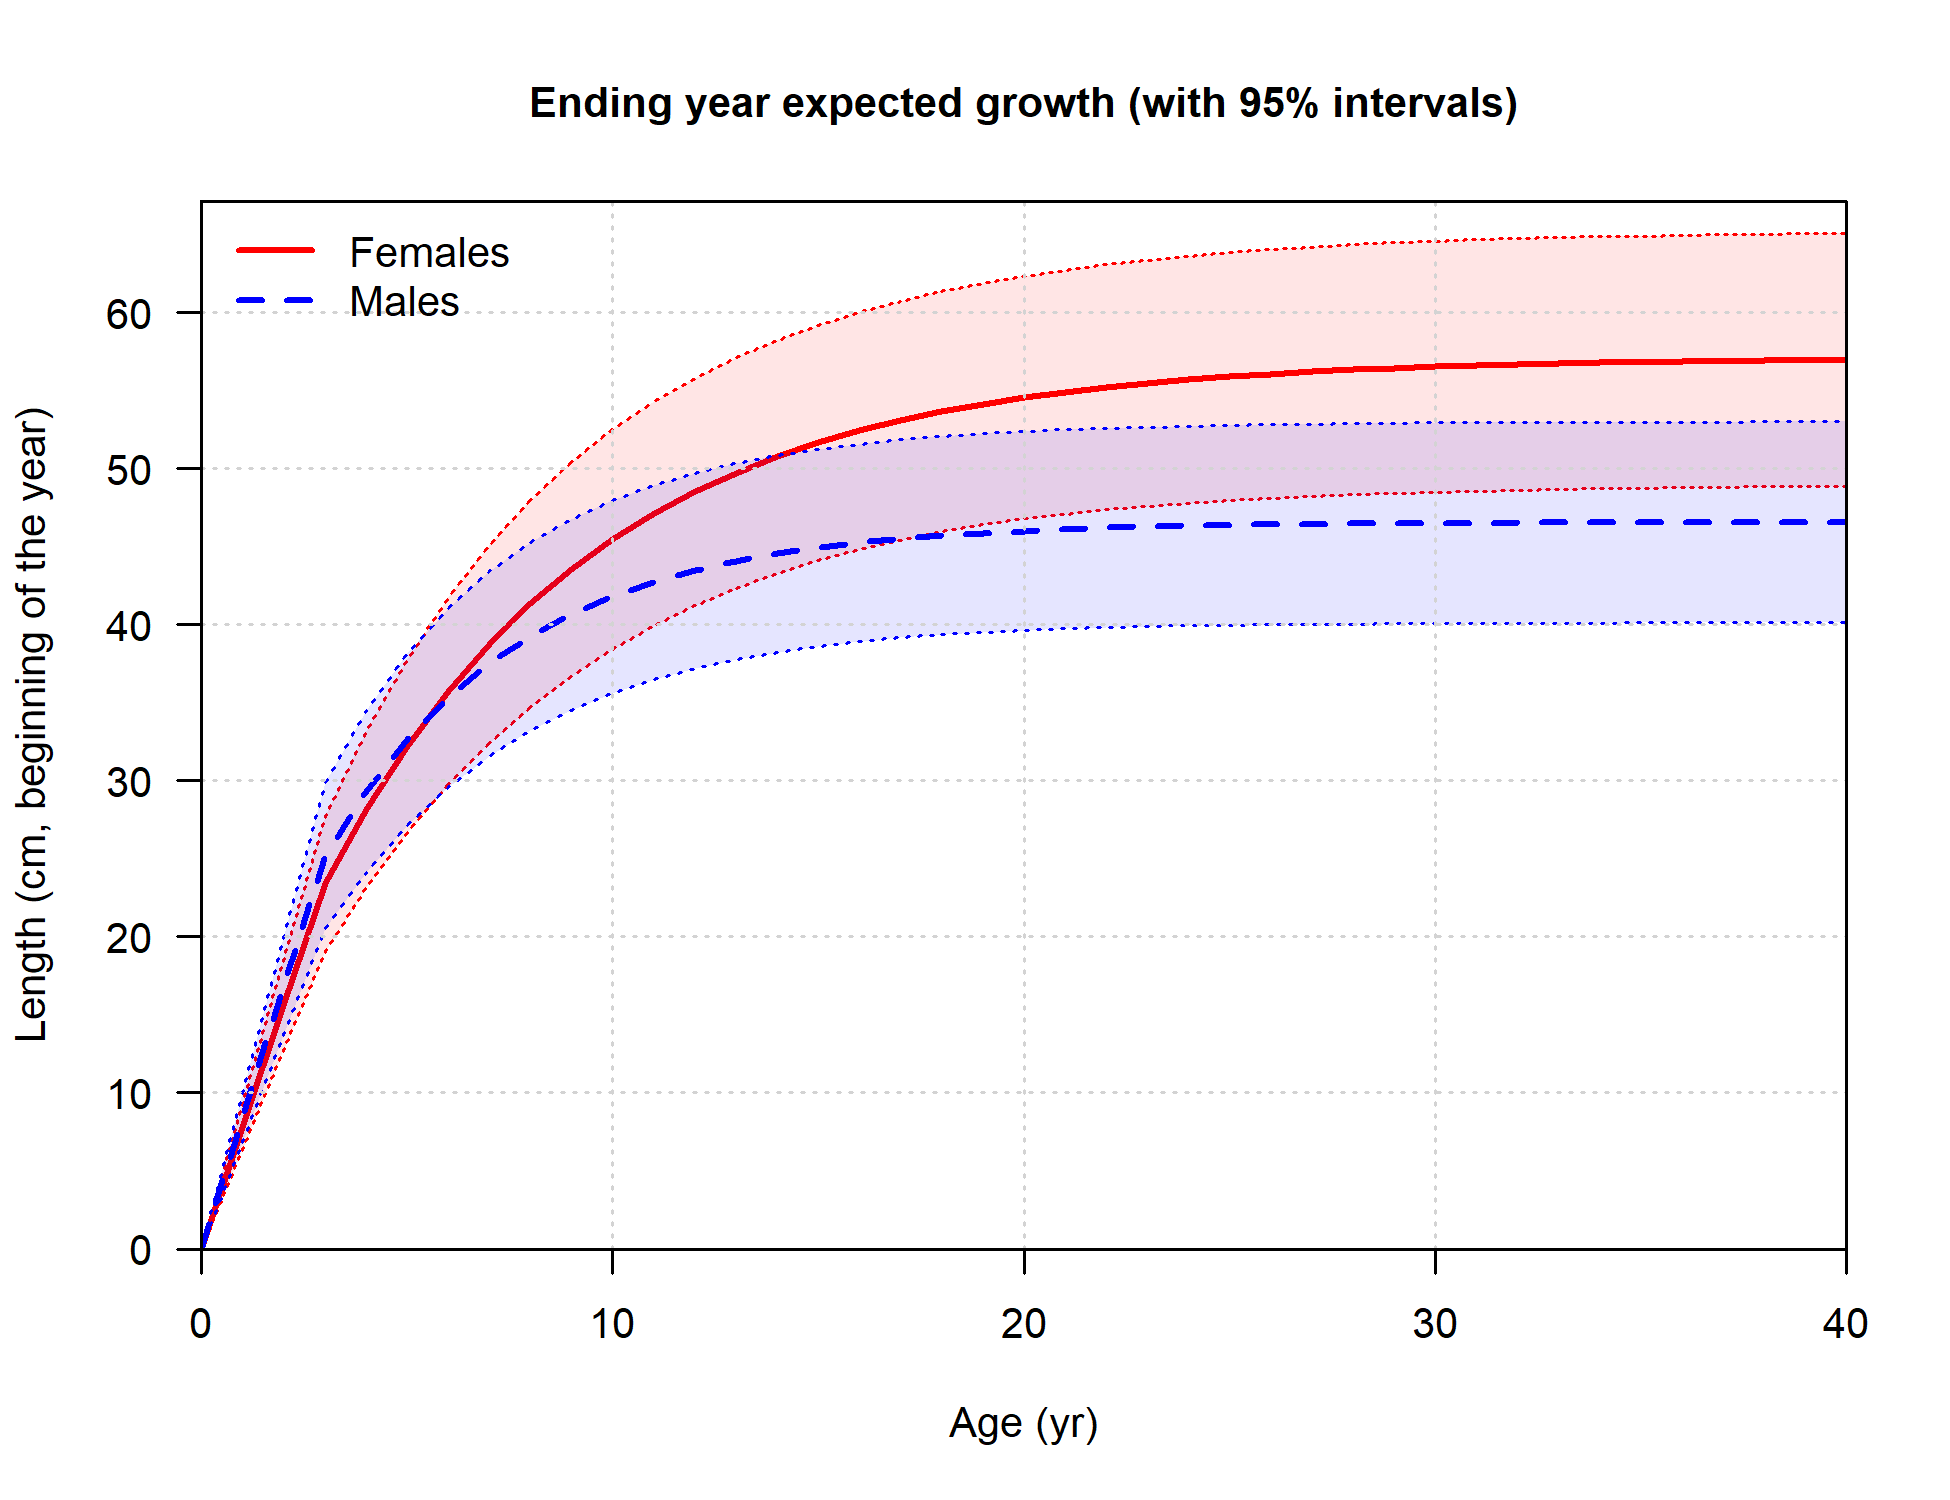 Ending year expected growth (with 95% intervals)
Females
Males
Length (cm, beginning of the year)
60
50
40
30
20
10
0
0 10 20 30 40
Age (yr)